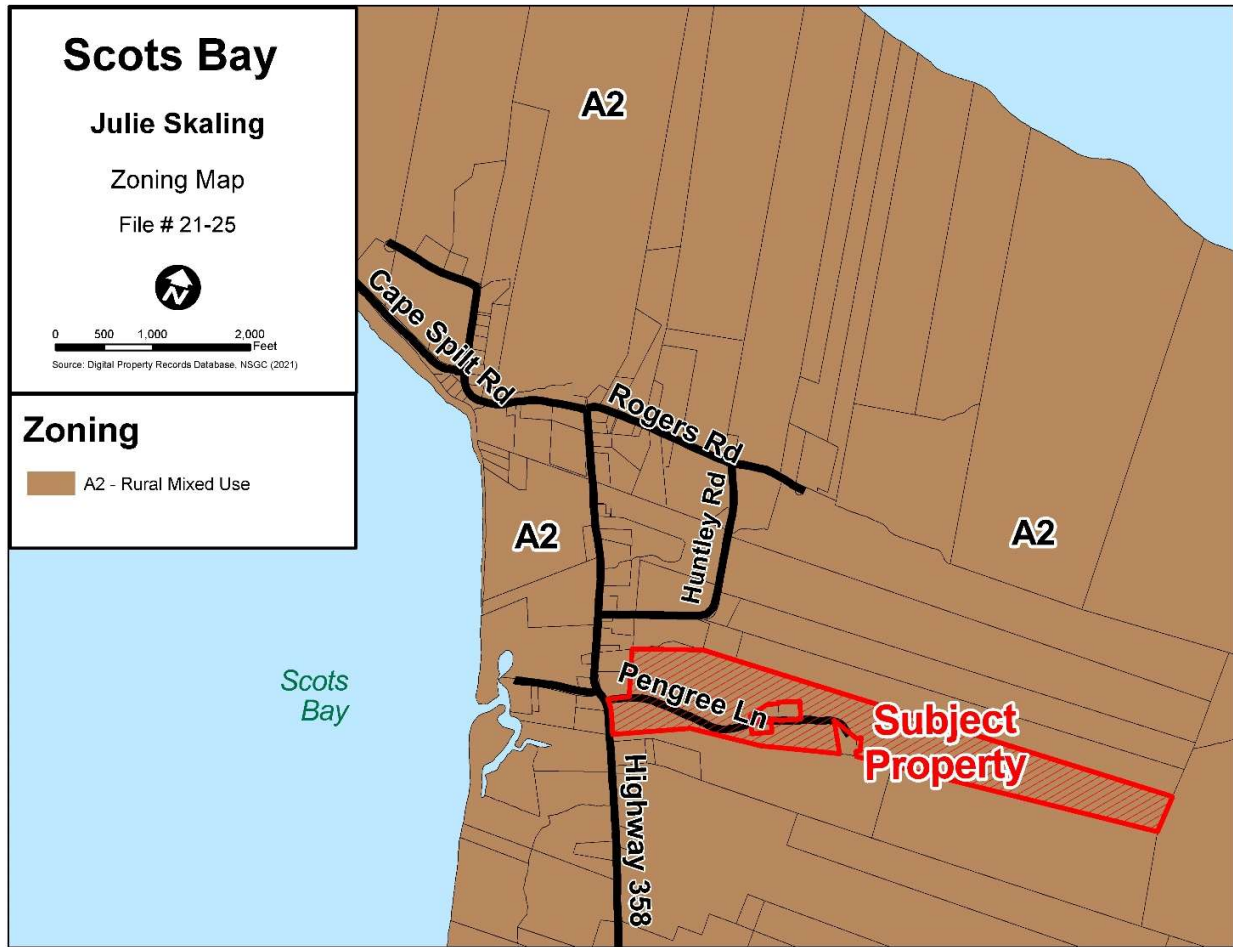 Scots Bay
Julie Skaling
Zoning Map
File # 21-25
N
0 500 1,000 2,000
Feet
Source: Digital Property Records Database, NSGC (2021)
Zoning
A2 - Rural Mixed Use
A2
Cape Spilt Rd
Rogers Rd
Huntley Rd
A2
A2
Scots
Bay
Pengree Ln
Subject
Property
Highway 358